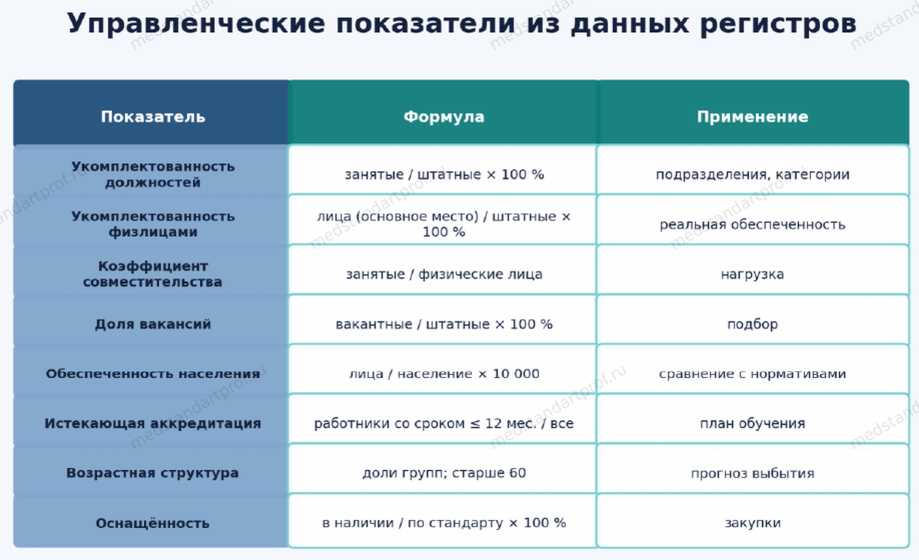 Управленческие показатели из данных регистров
Показатель
Формула
Применение
Укомплектованность
должностей
занятые / штатные × 100 %
подразделения, категории
Укомплектованность
физлицами
лица (основное место) / штатные ×
100 %
реальная обеспеченность
Коэффициент
совместительства
занятые / физические лица
нагрузка
Доля вакансий
вакантные / штатные × 100 %
подбор
Обеспеченность населения
лица / население × 10 000
сравнение с нормативами
Истекающая аккредитация
работники со сроком ≤ 12 мес. / все
план обучения
Возрастная структура
доли групп; старше 60
прогноз выбытия
Оснащённость
в наличии / по стандарту × 100 %
закупки
medstandartprof.ru